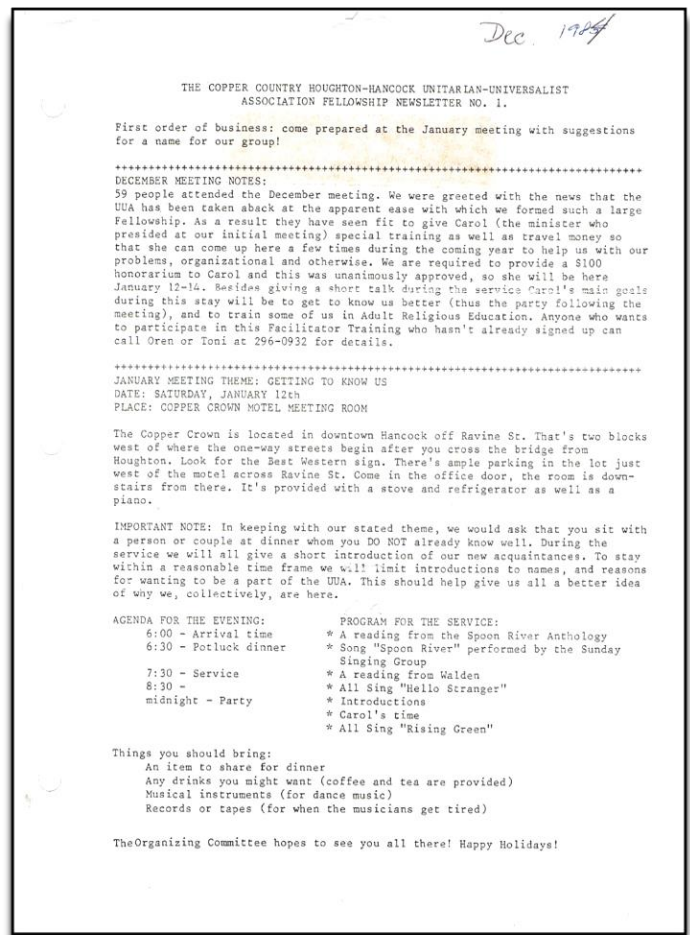 Dec. 1984
THE COPPER COUNTRY HOUGHTON-HANCOCK UNITARIAN-UNIVERSALIST
ASSOCIATION FELLOWSHIP NEWSLETTER NO. 1.
First order of business: come prepared at the January meeting with suggestions
for a name for our group!
++++++++++++++++++++++++++++++++++++++++++++++++++++++++++++++++++++++++++++++
DECEMBER MEETING NOTES:
59 people attended the December meeting. We were greeted with the news that the
UUA has been taken aback at the apparent ease with which we formed such a large
Fellowship. As a result they have seen fit to give Carol (the minister who
presided at our initial meeting) special training as well as travel money so
that she can come up here a few times during the coming year to help us with our
problems, organizational and otherwise. We are required to provide a $100
honorarium to Carol and this was unanimously approved, so she will be here
January 12-14. Besides giving a short talk during the service Carol's main goals
during this stay will be to get to know us better (thus the party following the
meeting), and to train some of us in Adult Religious Education. Anyone who wants
to participate in this Facilitator Training who hasn't already signed up can
call Oren or Toni at 296-0932 for details.
++++++++++++++++++++++++++++++++++++++++++++++++++++++++++++++++++++++++++++++
JANUARY MEETING THEME: GETTING TO KNOW US
DATE: SATURDAY, JANUARY 12th
PLACE: COPPER CROWN MOTEL MEETING ROOM
The Copper Crown is located in downtown Hancock off Ravine St. That's two blocks
west of where the one-way streets begin after you cross the bridge from
Houghton. Look for the Best Western sign. There's ample parking in the lot just
west of the motel across Ravine St. Come in the office door, the room is down-
stairs from there. It's provided with a stove and refrigerator as well as a
piano.
IMPORTANT NOTE: In keeping with our stated theme, we would ask that you sit with
a person or couple at dinner whom you DO NOT already know well. During the
service we will all give a short introduction of our new acquaintances. To stay
within a reasonable time frame we will limit introductions to names, and reasons
for wanting to be a part of the UUA. This should help give us all a better idea
of why we, collectively, are here.
AGENDA FOR THE EVENING:
6:00 - Arrival time
6:30 - Potluck dinner
7:30 - Service
8:30 -
midnight - Party
PROGRAM FOR THE SERVICE:
* A reading from the Spoon River Anthology
* Song "Spoon River" performed by the Sunday
Singing Group
* A reading from Walden
* All Sing "Hello Stranger"
* Introductions
* Carol's time
* All Sing "Rising Green"
Things you should bring:
An item to share for dinner
Any drinks you might want (coffee and tea are provided)
Musical instruments (for dance music)
Records or tapes (for when the musicians get tired)
TheOrganizing Committee hopes to see you all there! Happy Holidays!